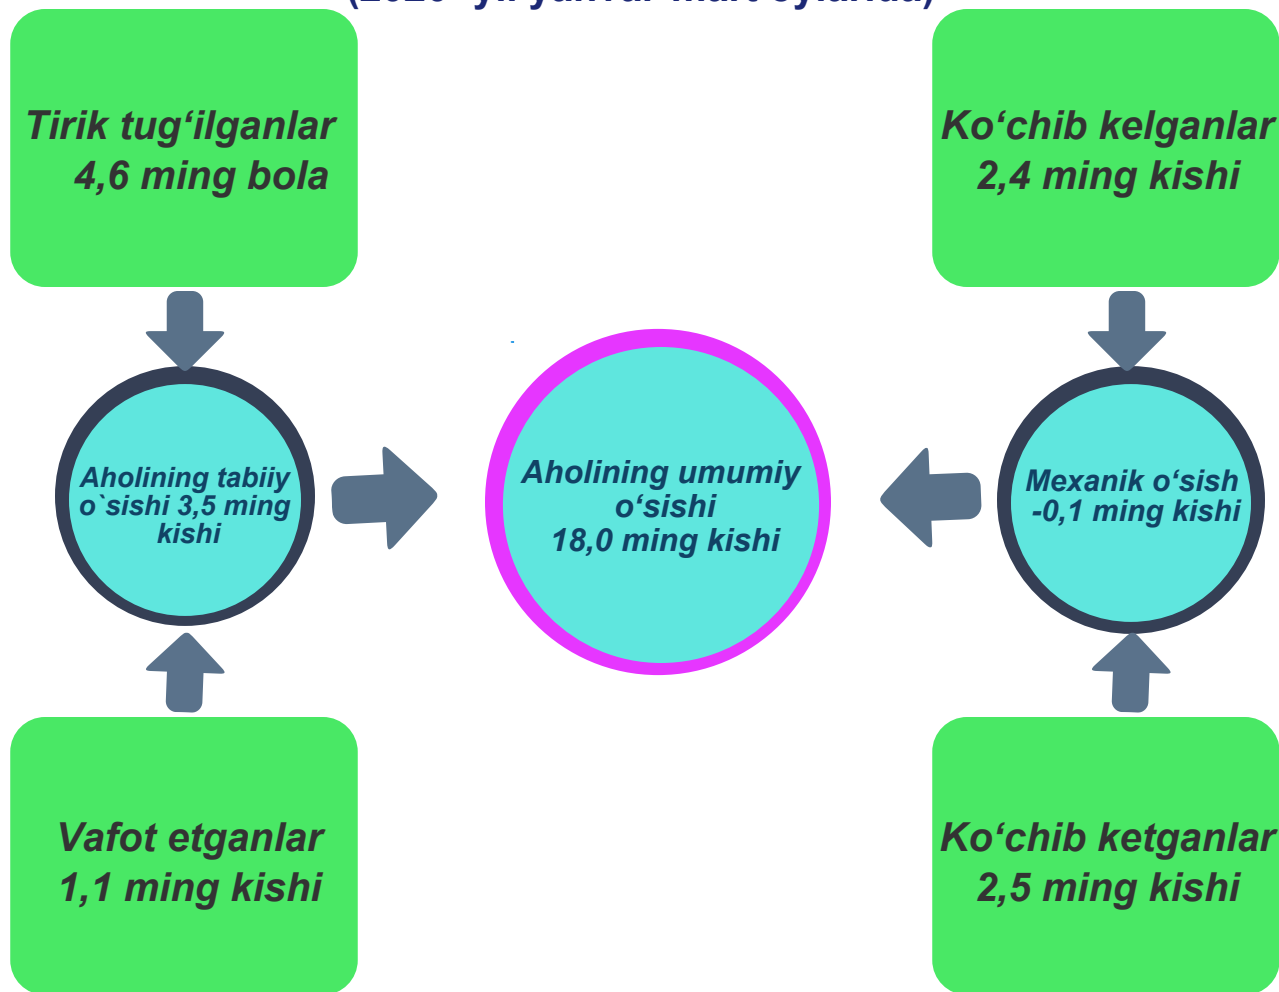 Tirik tug‘ilganlar
4,6 ming bola
Ko‘chib kelganlar
2,4 ming kishi
Aholining tabiiy
o`sishi 3,5 ming
kishi
Aholining umumiy
o‘sishi
18,0 ming kishi
Mexanik o‘sish
-0,1 ming kishi
Vafot etganlar
1,1 ming kishi
Ko‘chib ketganlar
2,5 ming kishi